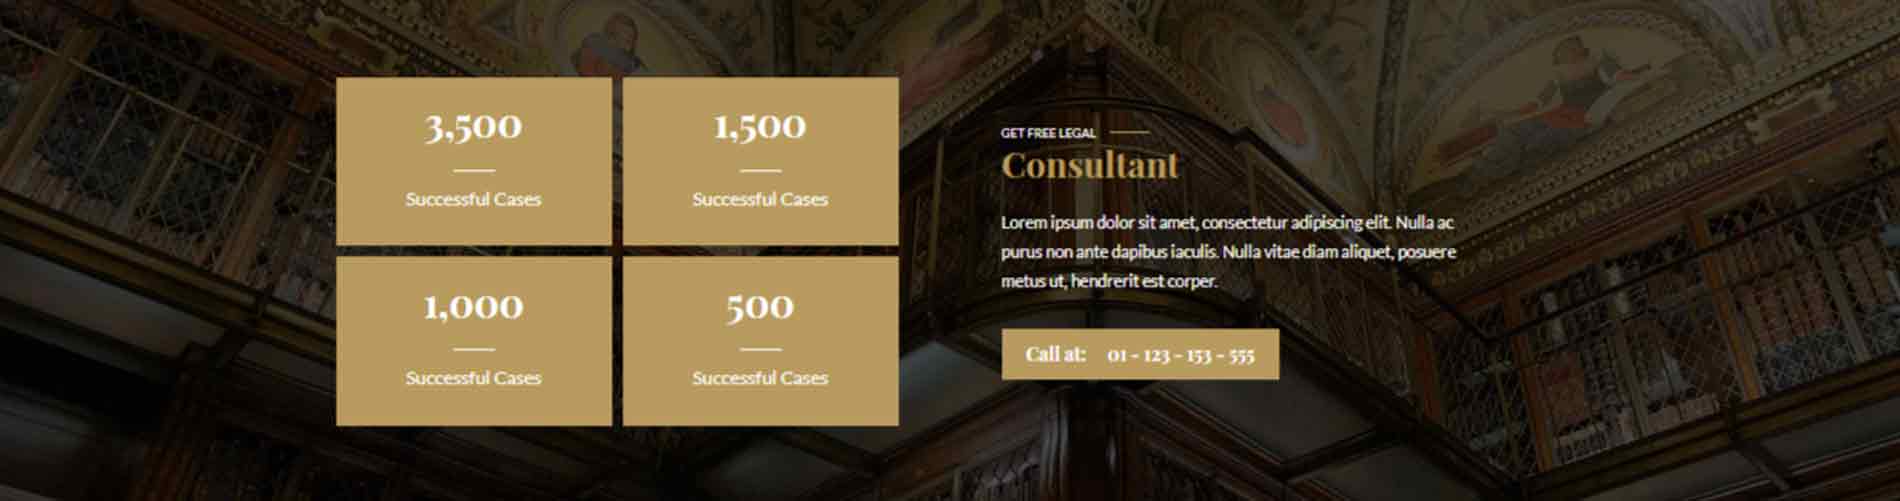 3,500
Successful Cases
1,500
Successful Cases
1,000
Successful Cases
500
Successful Cases
GET FREE LEGAL
Consultant
Lorem ipsum dolor sit amet, consectetur adipiscing elit. Nulla ac
purus non ante dapibus iaculis. Nulla vitae diam aliquet, posuere
metus ut, hendrerit est corper.
Call at: 01 - 123 - 153 - 555